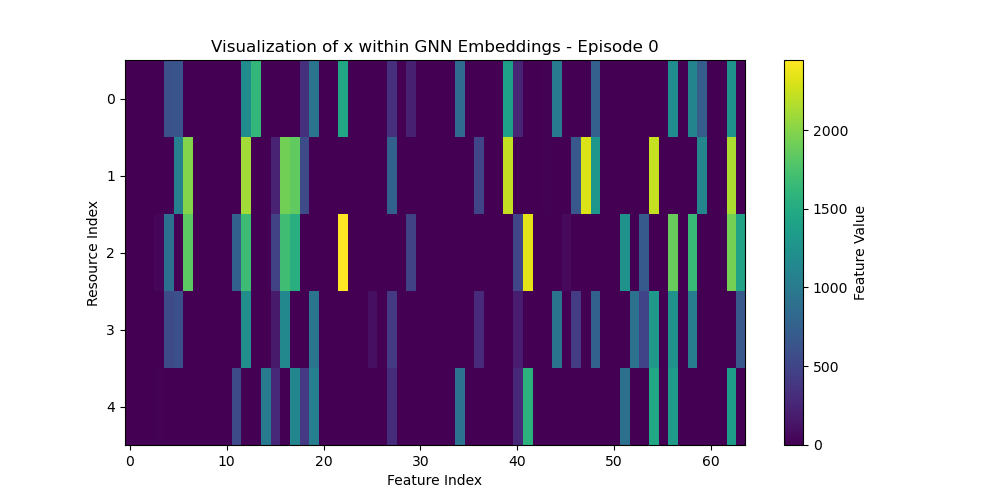 Visualization of x within GNN Embeddings - Episode 0
Resource Index
0
1
2
3
4
0 10 20 30 40 50 60
Feature Index
2000
1500
1000
500
0
Feature Value